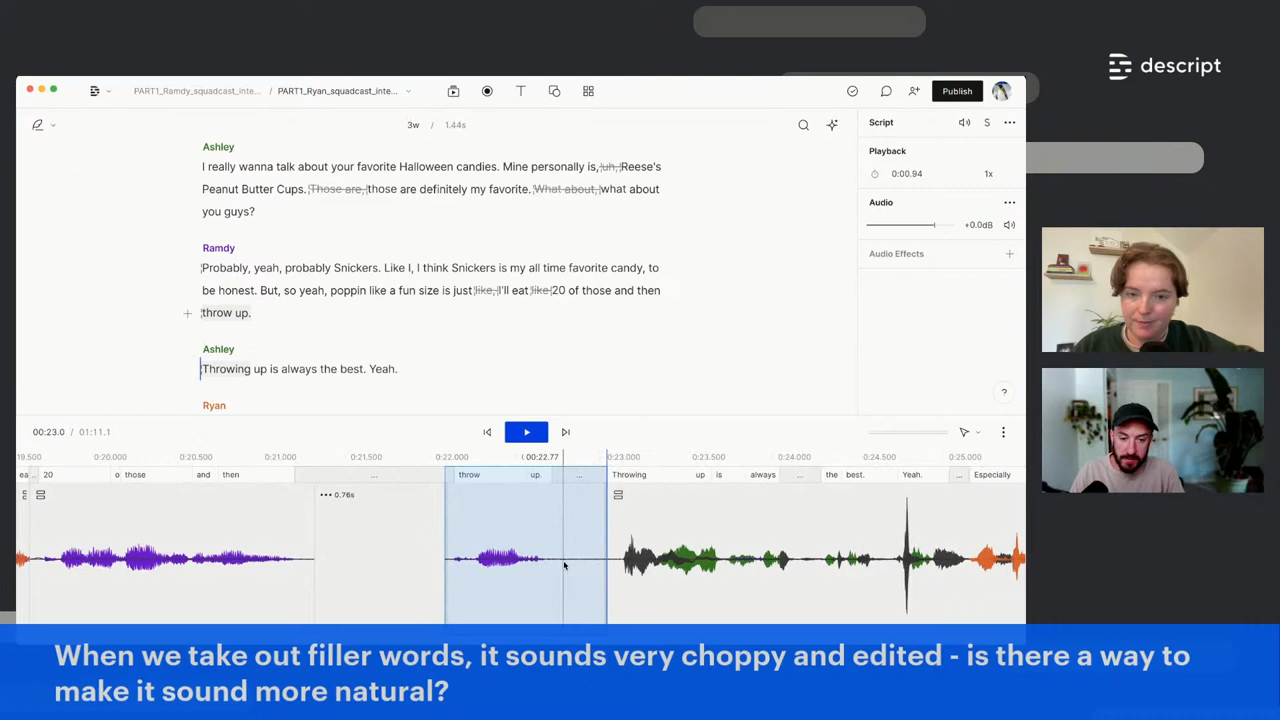 descript
PART1_Ramdy_squadcast_inte... / PART1_Ryan_squadcast_inte...
Publish
3w / 1.44s
Script
S
Ashley
I really wanna talk about your favorite Halloween candies. Mine personally is, uh, Reese's
Peanut Butter Cups. Those are, those are definitely my favorite. What about, what about
you guys?
Playback
0:00.94 1x
Audio
+0.0dB
Audio Effects
Ramdy
Probably, yeah, probably Snickers. Like I, I think Snickers is my all time favorite candy, to
be honest. But, so yeah, poppin like a fun size is just like, I'll eat like 20 of those and then
throw up.
Ashley
Throwing up is always the best. Yeah.
Ryan
?
00:23.0 / 01:11.1
19.500 0:20.000 0:20.500 0:21.000 0:21.500 0:22.000 (00:22.77 0:23.000 0:23.500 0:24.000 0:24.500 0:25.000
ea ... 20 o those and then ... throw up. ... Throwing up is always ... the best. Yeah. ... Especially
... 0.76s
When we take out filler words, it sounds very choppy and edited - is there a way to
make it sound more natural?